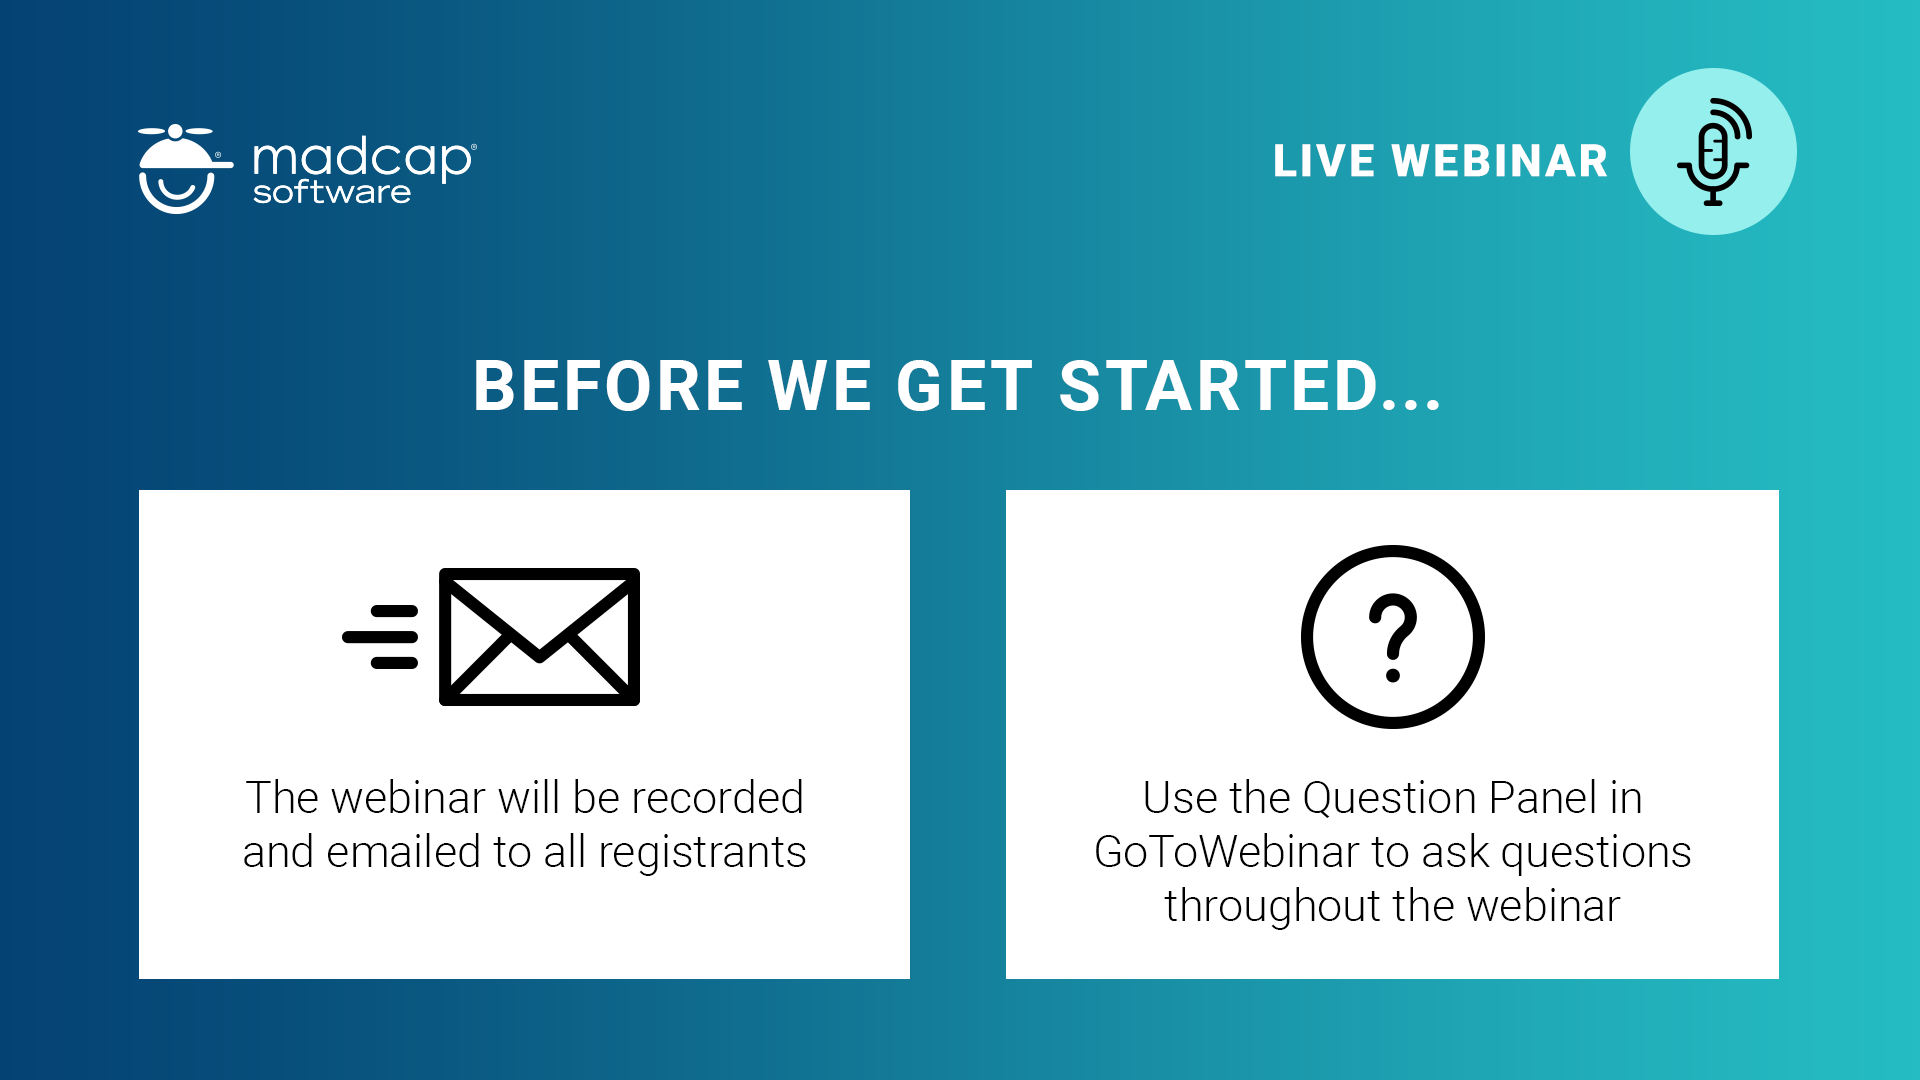 madcap®
software
LIVE WEBINAR
BEFORE WE GET STARTED...
The webinar will be recorded
and emailed to all registrants
?
Use the Question Panel in
GoToWebinar to ask questions
throughout the webinar